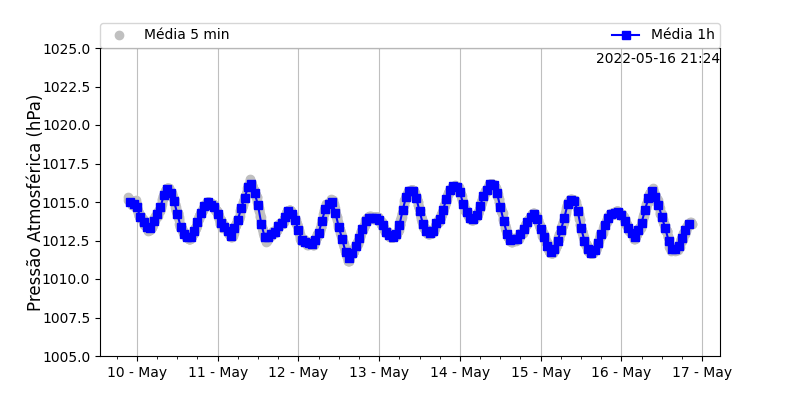 Média 5 min
Média 1h
2022-05-16 21:24
Pressão Atmosférica (hPa)
1025.0
1022.5
1020.0
1017.5
1015.0
1012.5
1010.0
1007.5
1005.0
10 - May
11 - May
12 - May
13 - May
14 - May
15 - May
16 - May
17 - May